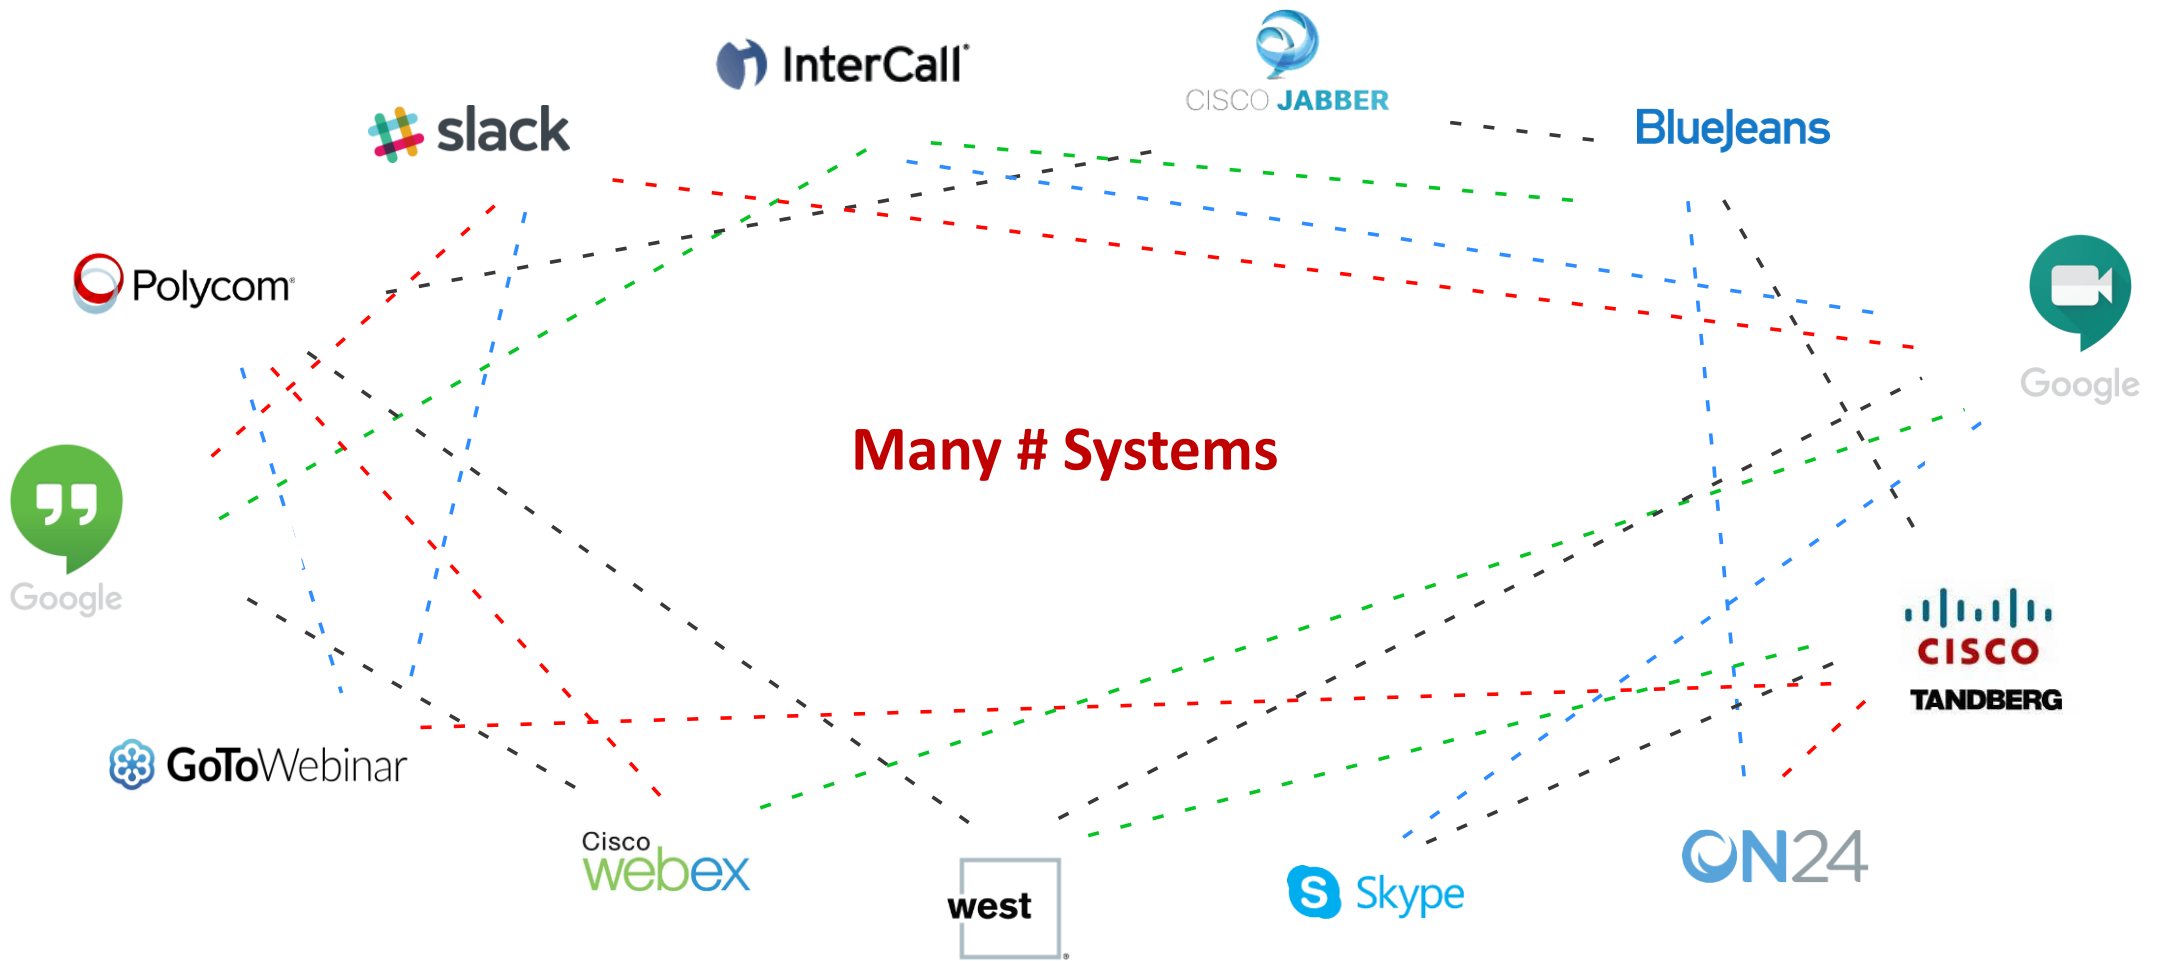 InterCall®
CISCO JABBER
slack
BlueJeans
Polycom®
Google
Many # Systems
Google
CISCO
TANDBERG
GoToWebinar
Cisco
webex
west
®
Skype
ON24